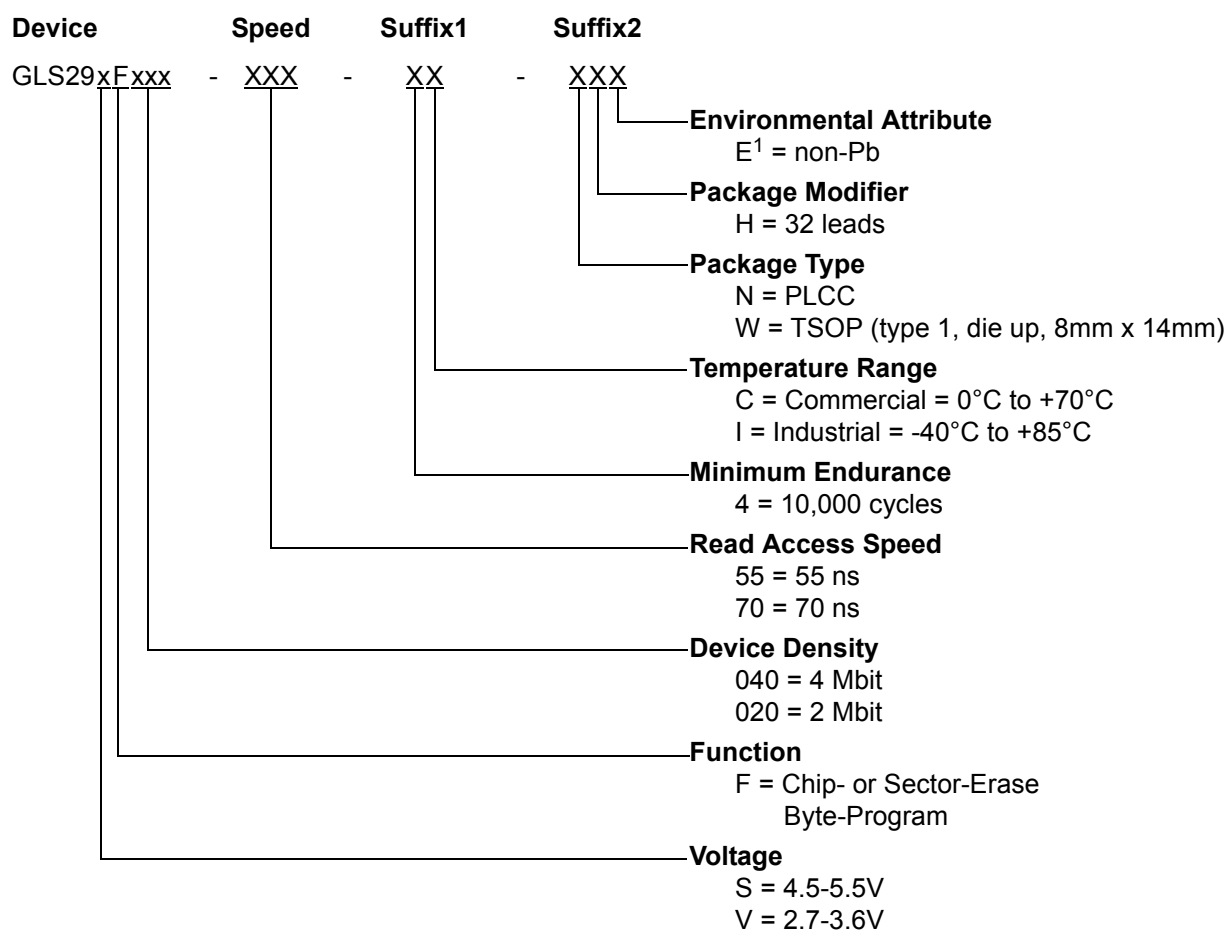 Device Speed Suffix1 Suffix2
GLS29xFxxx - XXX - XX - XXX
Environmental Attribute
E1 = non-Pb
Package Modifier
H = 32 leads
Package Type
N = PLCC
W = TSOP (type 1, die up, 8mm x 14mm)
Temperature Range
C = Commercial = 0°C to +70°C
I = Industrial = -40°C to +85°C
Minimum Endurance
4 = 10,000 cycles
Read Access Speed
55 = 55 ns
70 = 70 ns
Device Density
040 = 4 Mbit
020 = 2 Mbit
Function
F = Chip- or Sector-Erase
Byte-Program
Voltage
S = 4.5-5.5V
V = 2.7-3.6V